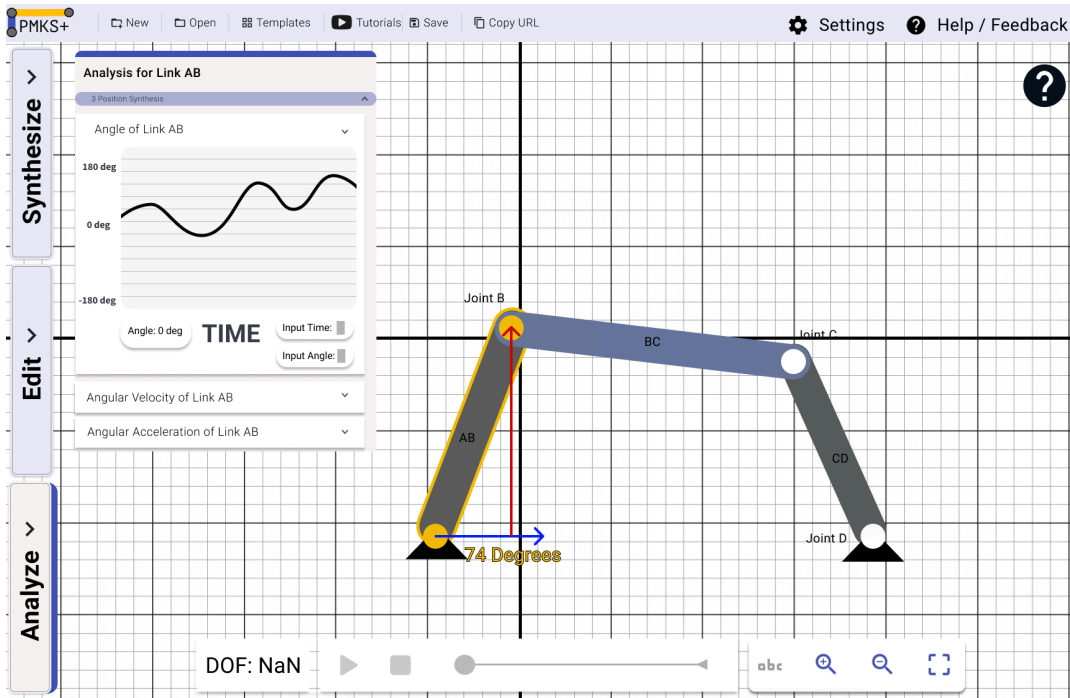 PMKS+
New
Open
Templates
Tutorials
Save
Copy URL
Settings
Help / Feedback
?
Synthesize
Edit
Analyze
Analysis for Link AB
3 Position Synthesis
Angle of Link AB
180 deg
0 deg
-180 deg
Angle: 0 deg
TIME
Input Time:
Input Angle:
Angular Velocity of Link AB
Angular Acceleration of Link AB
Joint B
Joint C
BC
AB
CD
Joint D
74 Degrees
DOF: NaN
abc